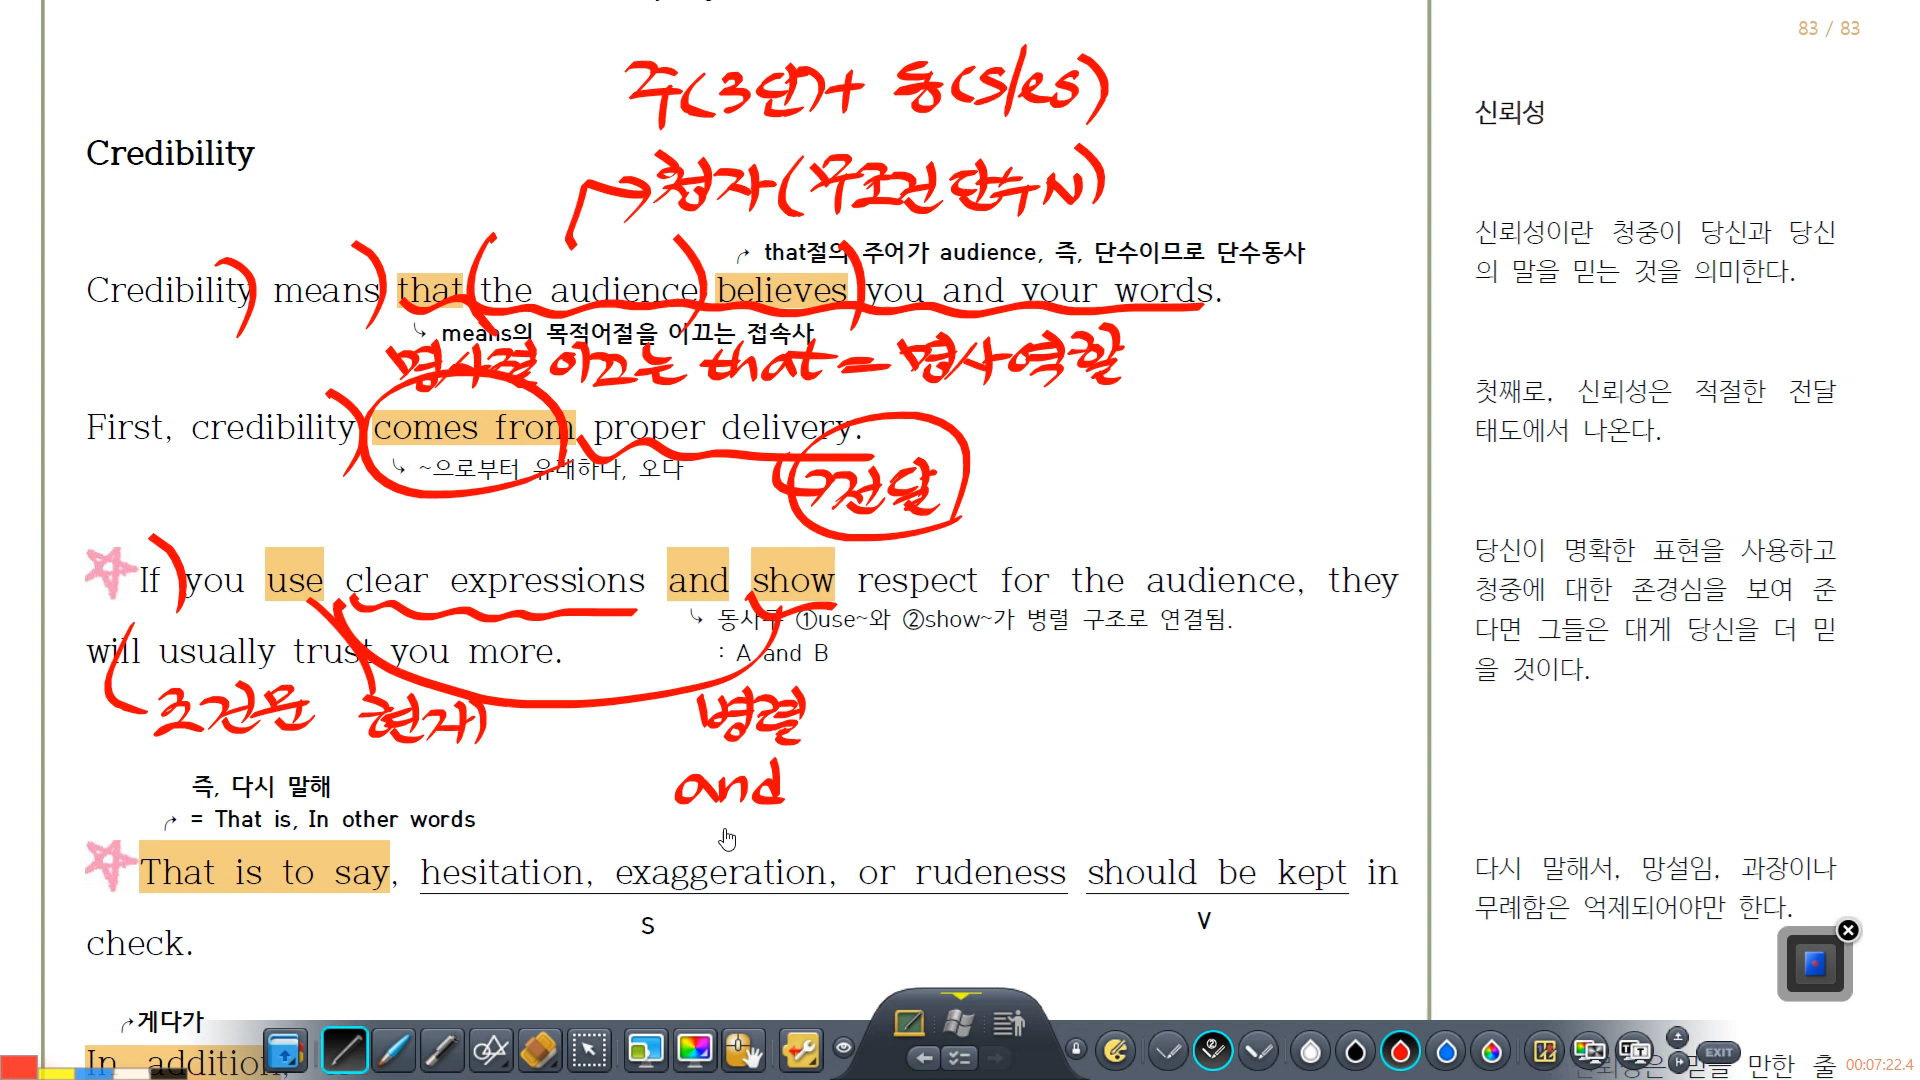 83 / 83
주(3단)+ 동(s/es)
신뢰성
Credibility
청자(무조건 단수 N)
신뢰성이란 청중이 당신과 당신
that절의 주어가 audience, 즉, 단수이므로 단수동사
의 말을 믿는 것을 의미한다.
Credibility means that the audience believes you and your words.
means의 목적어절을 이끄는 접속사
명사절 이끄는 that = 명사역할
첫째로, 신뢰성은 적절한 전달
First, credibility comes from proper delivery.
태도에서 나온다.
~으로부터 유래하다, 오다
전달
당신이 명확한 표현을 사용하고
If you use clear expressions and show respect for the audience, they
청중에 대한 존경심을 보여 준
동사구 ①use~와 ②show~가 병렬 구조로 연결됨.
다면 그들은 대게 당신을 더 믿
will usually trust you more.
: A and B
을 것이다.
조건문 현재) 병렬
and
즉, 다시 말해
= That is, In other words
That is to say, hesitation, exaggeration, or rudeness should be kept in
다시 말해서, 망설임, 과장이나
무례함은 억제되어야만 한다.
S V
check.
게다가
In addition,
EXIT
만한 출
00:07:22.4